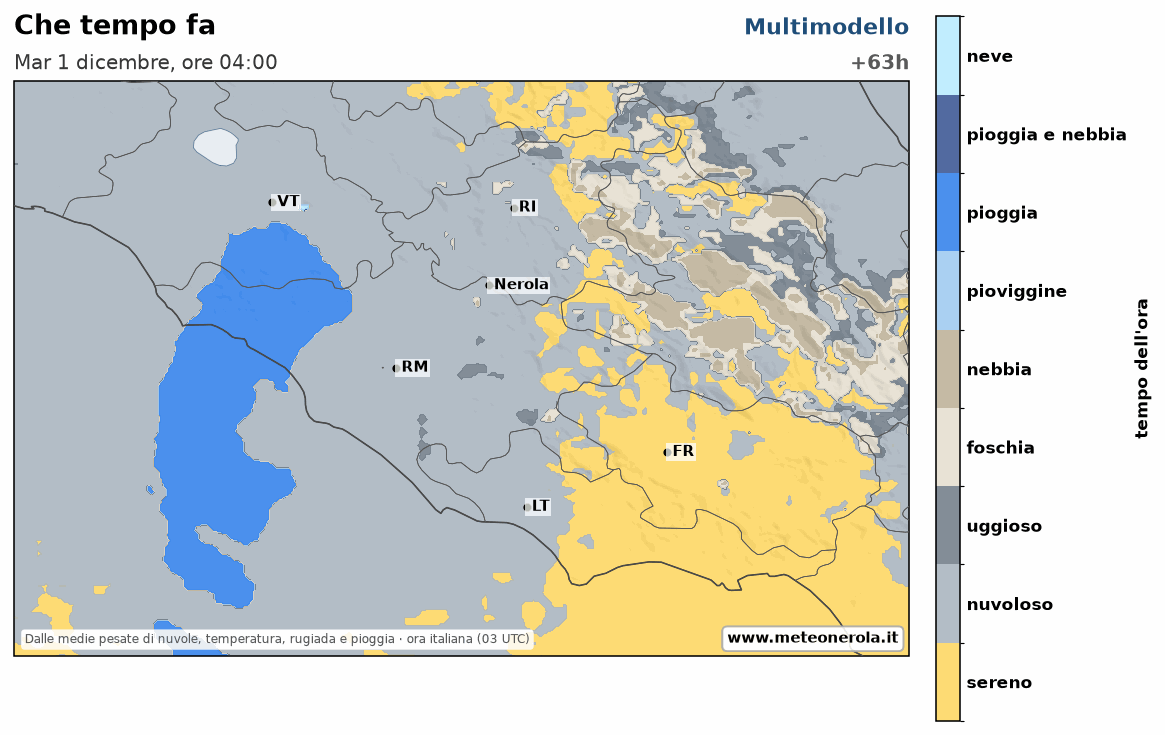 Che tempo fa
Multimodello
Mar 1 dicembre, ore 04:00
+63h
VT
RI
Nerola
RM
FR
LT
Dalle medie pesate di nuvole, temperatura, rugiada e pioggia · ora italiana (03 UTC)
www.meteonerola.it
neve
pioggia e nebbia
pioggia
pioviggine
nebbia
foschia
uggioso
nuvoloso
sereno
tempo dell'ora